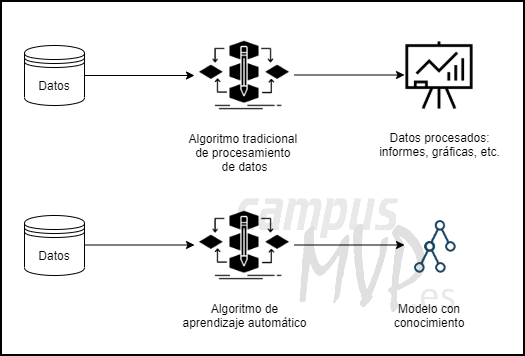 Datos
Algoritmo tradicional
de procesamiento
de datos
Datos procesados:
informes, gráficas, etc.
campus
MVP.es
Datos
Algoritmo de
aprendizaje automático
Modelo con
conocimiento